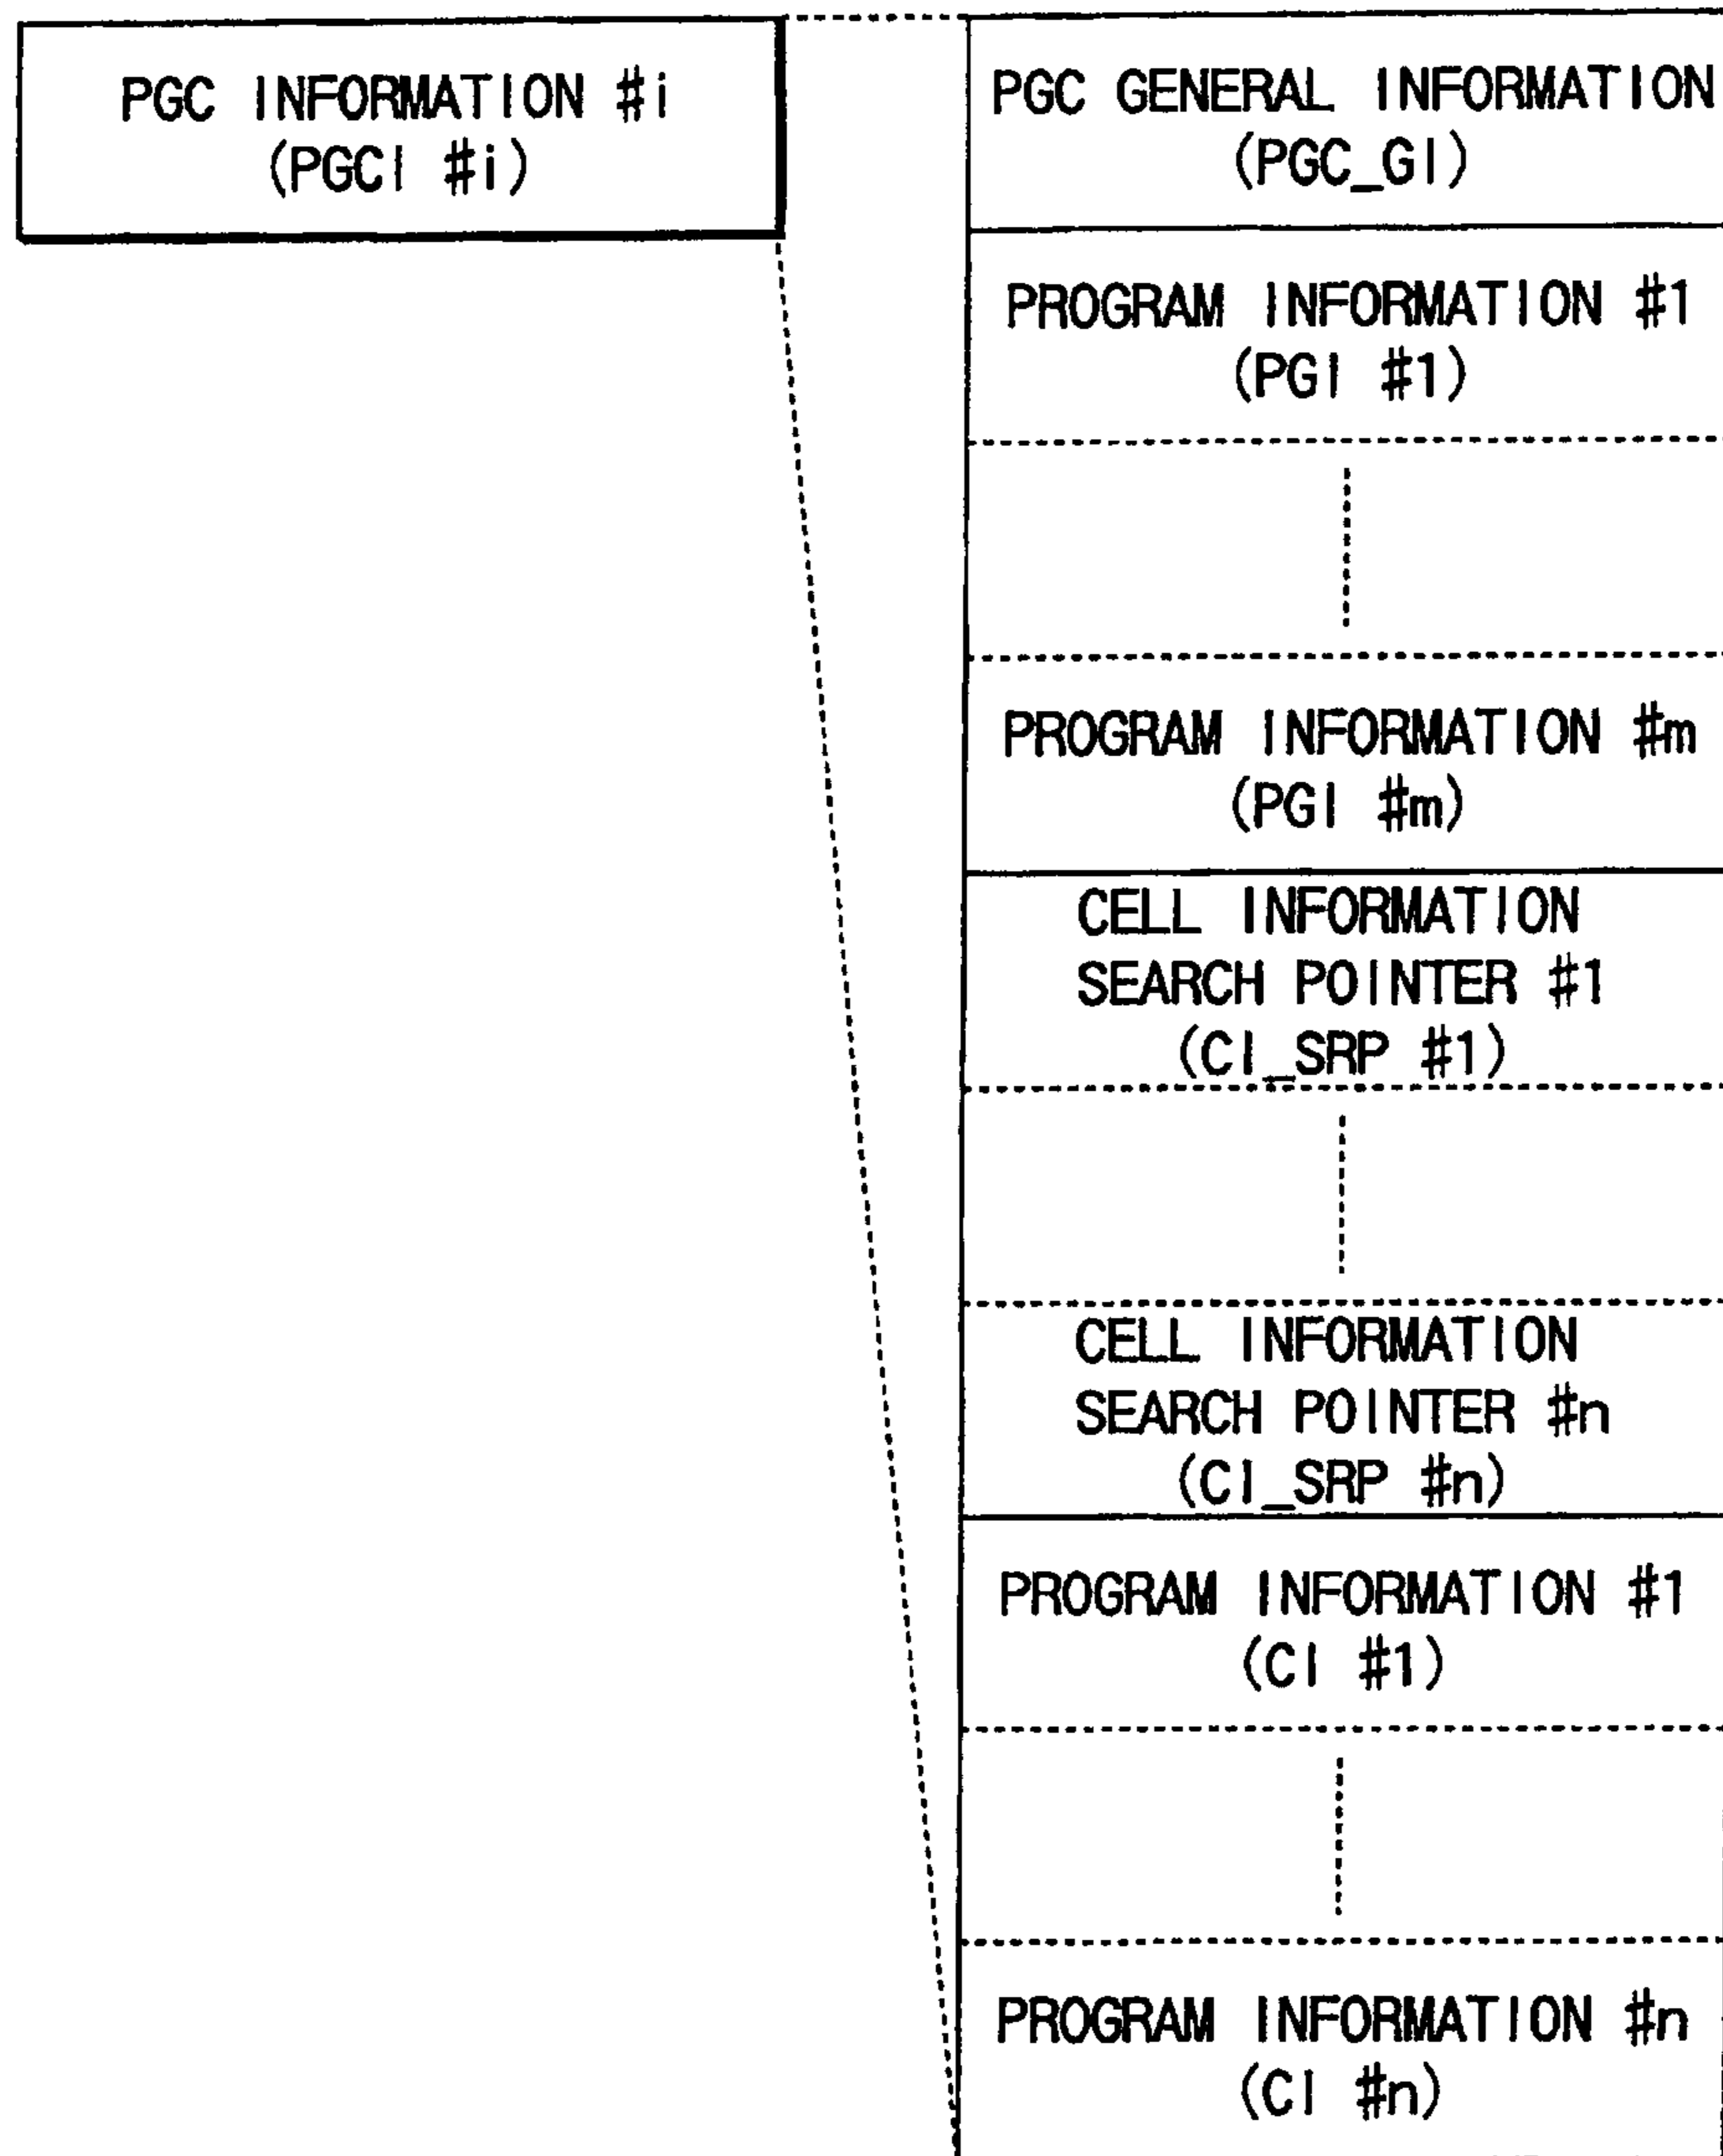 PGC INFORMATION #i
(PGCI #i)
PGC GENERAL INFORMATION
(PGC_GI)
PROGRAM INFORMATION #1
(PGI #1)
PROGRAM INFORMATION #m
(PGI #m)
CELL INFORMATION
SEARCH POINTER #1
(CI_SRP #1)
CELL INFORMATION
SEARCH POINTER #n
(CI_SRP #n)
PROGRAM INFORMATION #1
(CI #1)
PROGRAM INFORMATION #n
(CI #n)